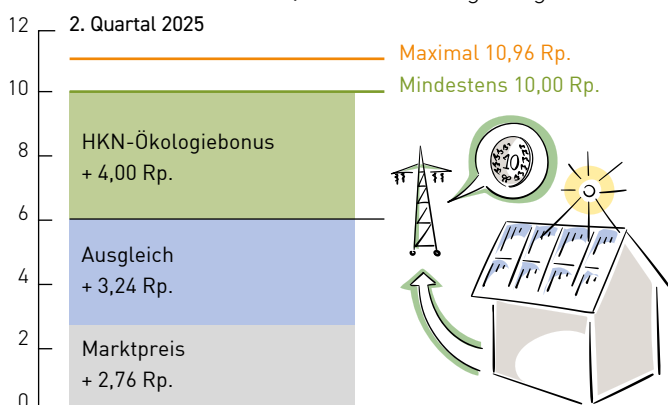 12
2. Quartal 2025
Maximal 10,96 Rp.
10
Mindestens 10,00 Rp.
HKN-Ökologiebonus
+ 4,00 Rp.
8
10
6
Ausgleich
+ 3,24 Rp.
4
2
Marktpreis
+ 2,76 Rp.
0